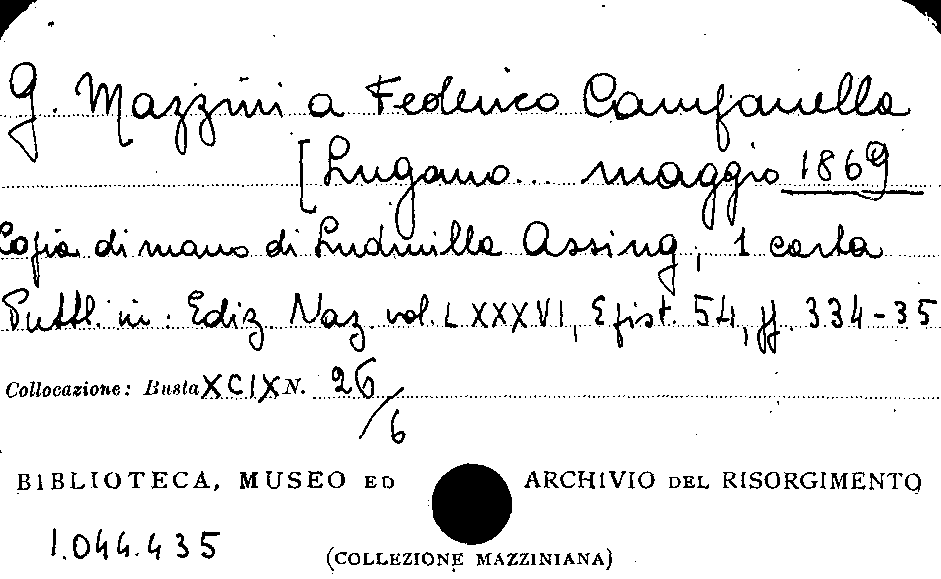 G. Mazzini a Federico Campanella
[Lugano... maggio 1869
Copia di mano di Ludmilla Assing, 1 carta
Pubbl. in: Ediz. Naz. vol. LXXXVI, Epist. 54, pp. 334-35
Collocazione: Busta XCIX N. 26/6
BIBLIOTECA, MUSEO ED ARCHIVIO DEL RISORGIMENTO
1.044.435
(COLLEZIONE MAZZINIANA)